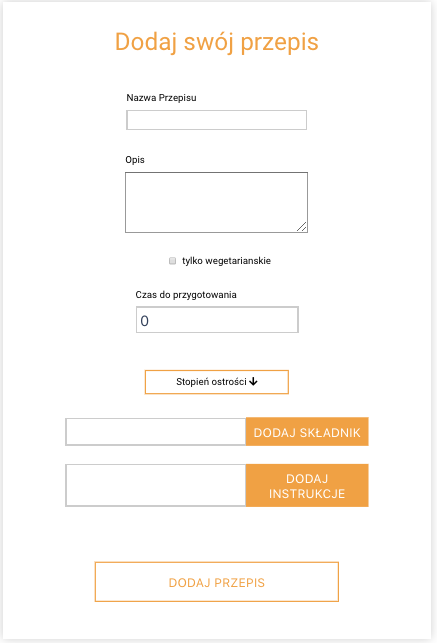 Dodaj swój przepis
Nazwa Przepisu
Opis
tylko wegetarianskie
Czas do przygotowania
0
Stopień ostrości ↓
DODAJ SKŁADNIK
DODAJ
INSTRUKCJE
DODAJ PRZEPIS